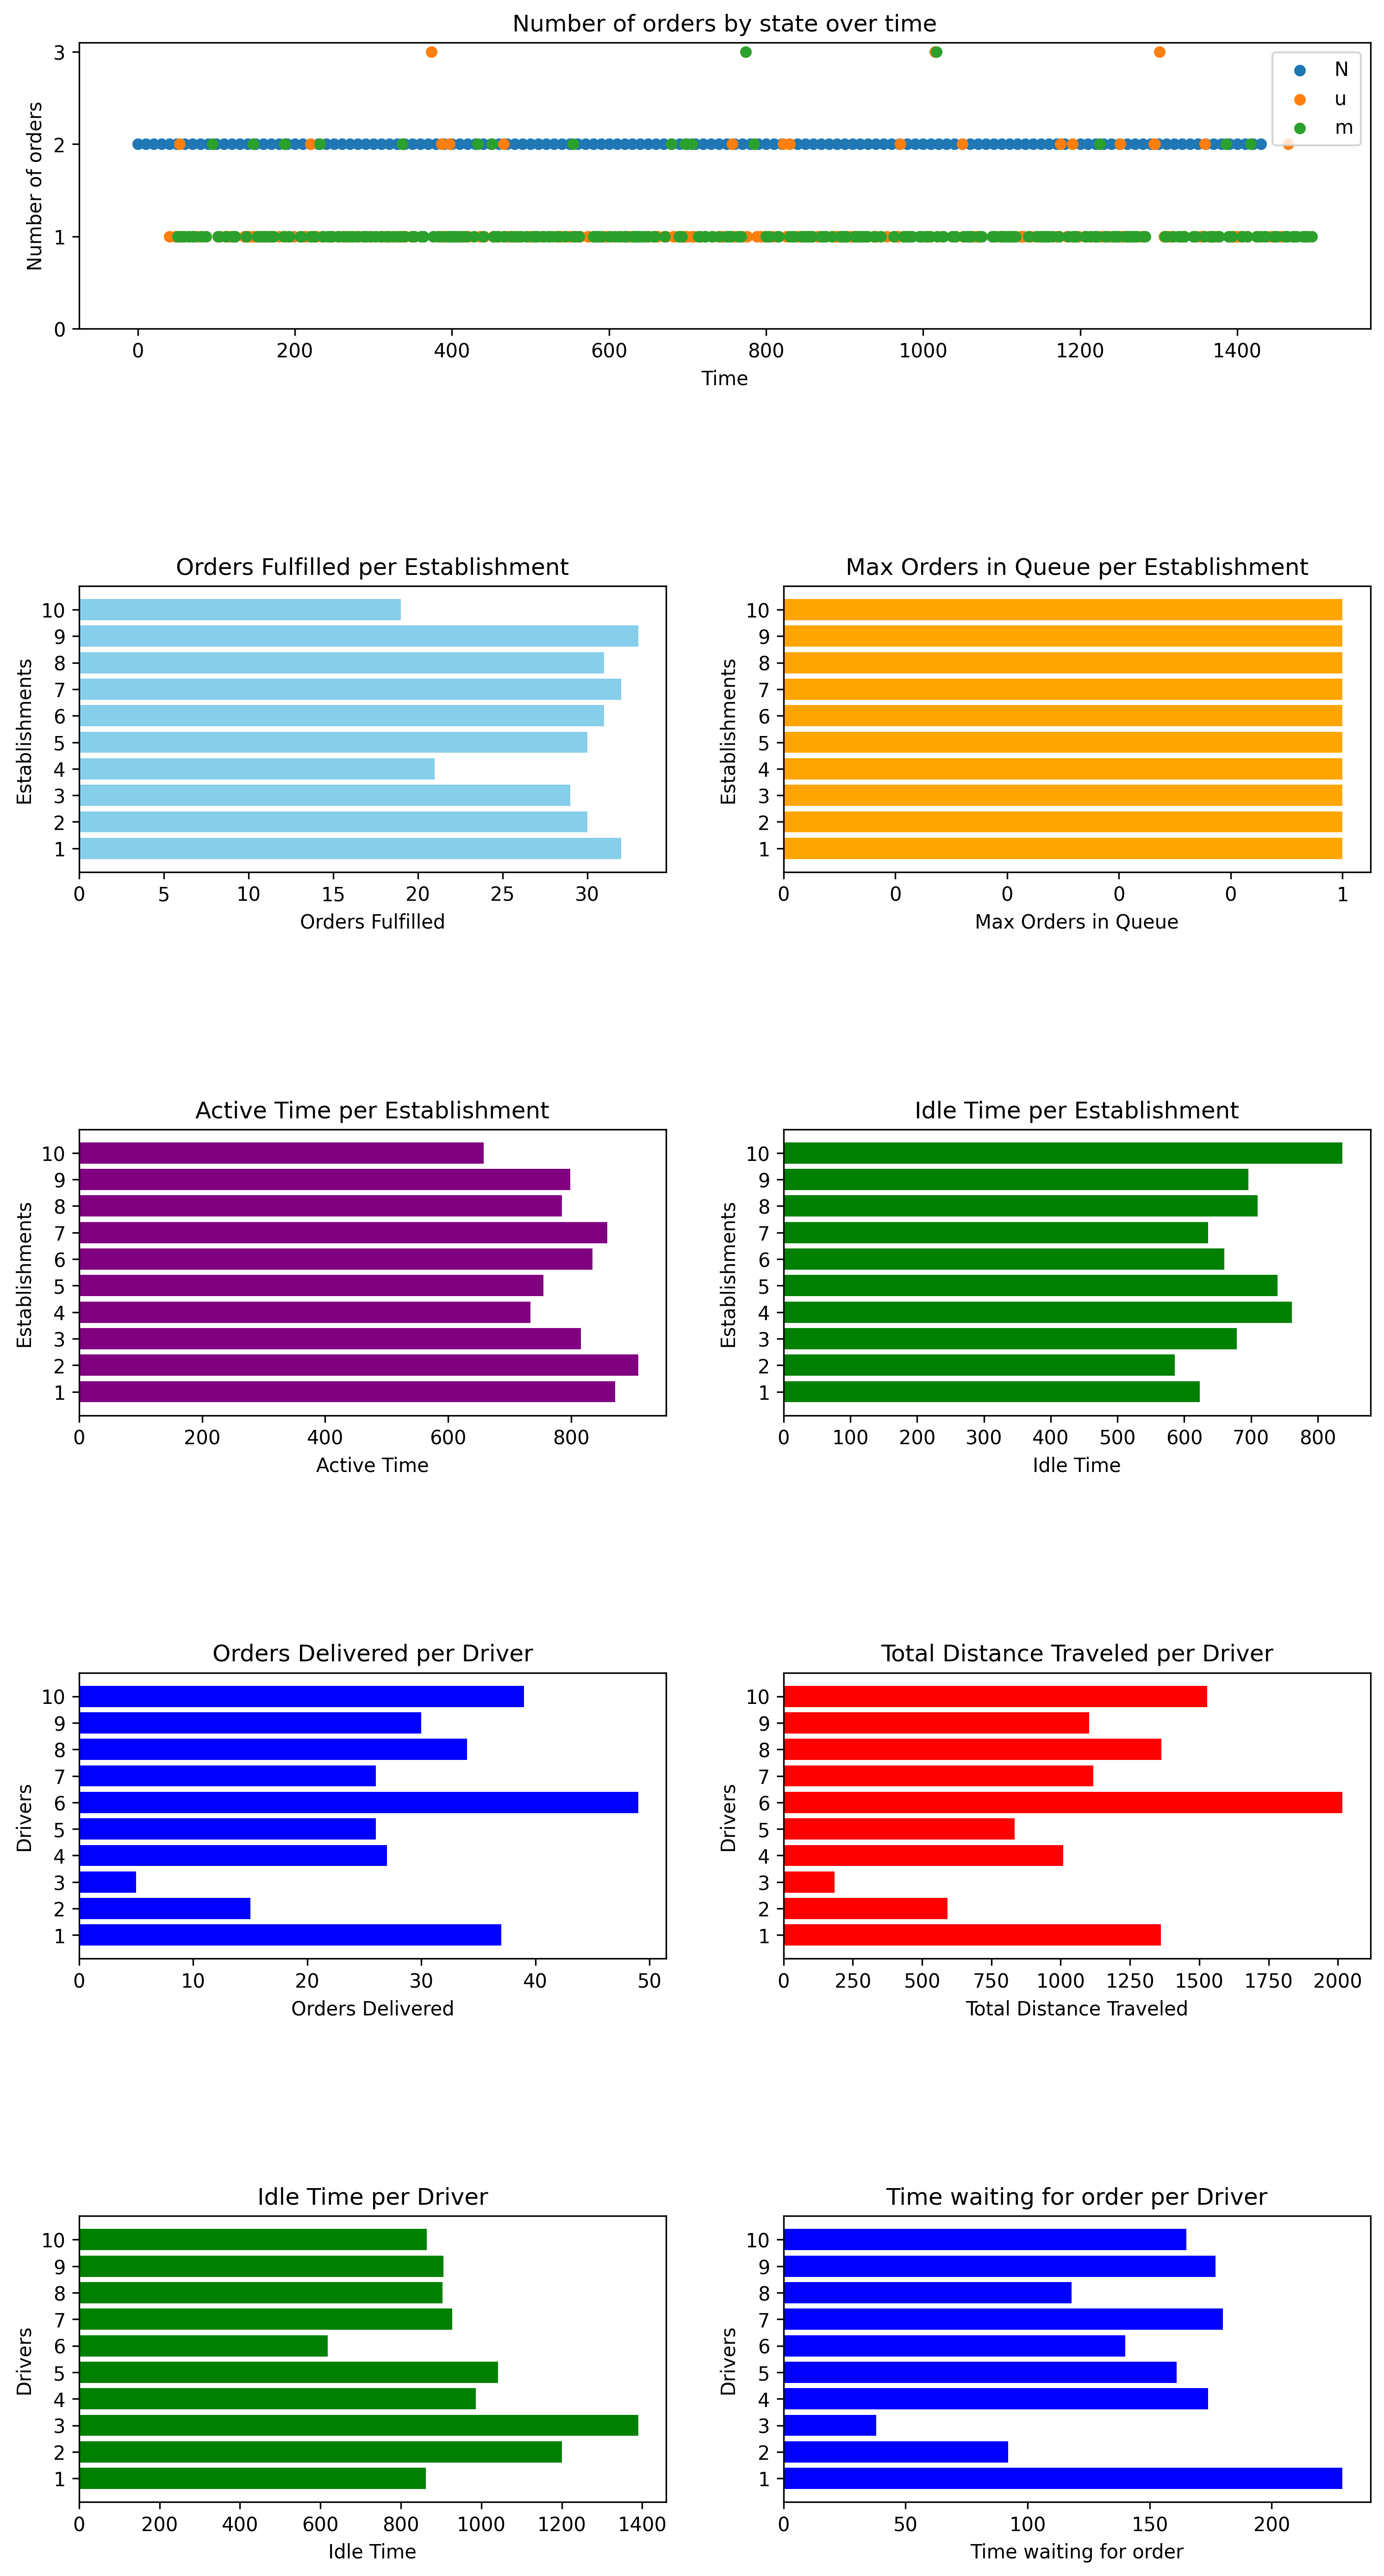 Number of orders by state over time
Number of orders
3
2
1
0
N
u
m
0 200 400 600 800 1000 1200 1400
Time
Orders Fulfilled per Establishment
Establishments
10
9
8
7
6
5
4
3
2
1
0 5 10 15 20 25 30
Orders Fulfilled
Max Orders in Queue per Establishment
Establishments
10
9
8
7
6
5
4
3
2
1
0 0 0 0 0 1
Max Orders in Queue
Active Time per Establishment
Establishments
10
9
8
7
6
5
4
3
2
1
0 200 400 600 800
Active Time
Idle Time per Establishment
Establishments
10
9
8
7
6
5
4
3
2
1
0 100 200 300 400 500 600 700 800
Idle Time
Orders Delivered per Driver
Drivers
10
9
8
7
6
5
4
3
2
1
0 10 20 30 40 50
Orders Delivered
Total Distance Traveled per Driver
Drivers
10
9
8
7
6
5
4
3
2
1
0 250 500 750 1000 1250 1500 1750 2000
Total Distance Traveled
Idle Time per Driver
Drivers
10
9
8
7
6
5
4
3
2
1
0 200 400 600 800 1000 1200 1400
Idle Time
Time waiting for order per Driver
Drivers
10
9
8
7
6
5
4
3
2
1
0 50 100 150 200
Time waiting for order